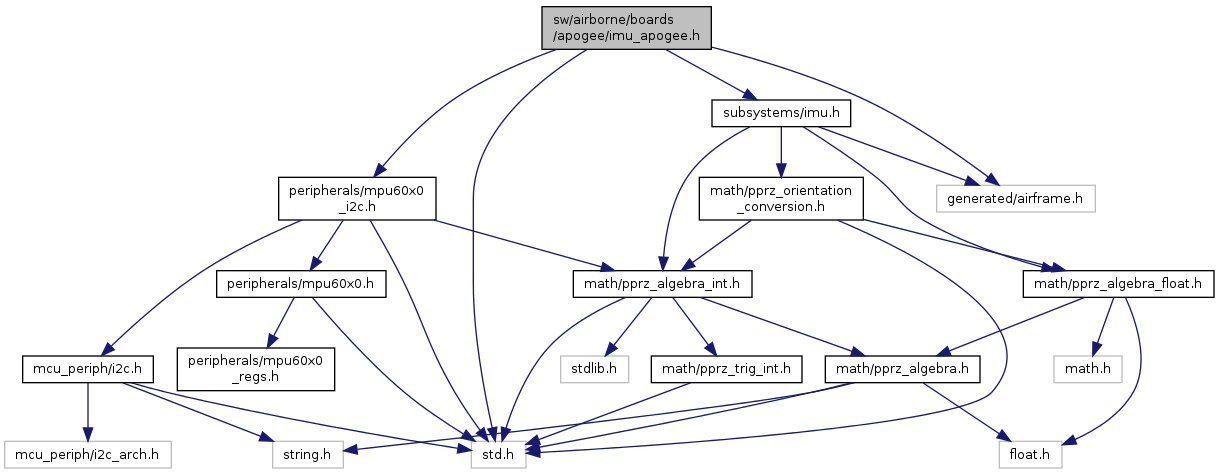 sw/airborne/boards
/apogee/imu_apogee.h
subsystems/imu.h
peripherals/mpu60x0
_i2c.h
math/pprz_orientation
_conversion.h
generated/airframe.h
peripherals/mpu60x0.h
math/pprz_algebra_int.h
math/pprz_algebra_float.h
mcu_periph/i2c.h
peripherals/mpu60x0
_regs.h
stdlib.h
math/pprz_trig_int.h
math/pprz_algebra.h
math.h
mcu_periph/i2c_arch.h
string.h
std.h
float.h